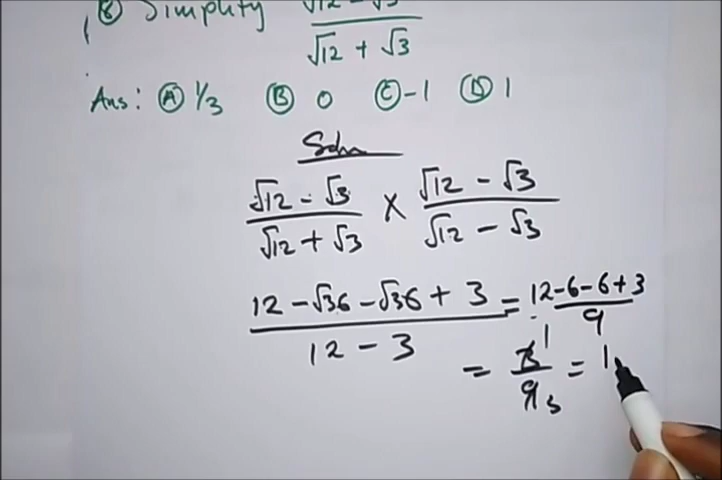 8 Simplify √12 - √3 / √12 + √3
Ans: A 1/3 B 0 C -1 D 1
Soln
√12 - √3 / √12 + √3 × √12 - √3 / √12 - √3
12 - √36 - √36 + 3 / 12 - 3 = 12 - 6 - 6 + 3 / 9
= 3 1 / 9 3 = 1